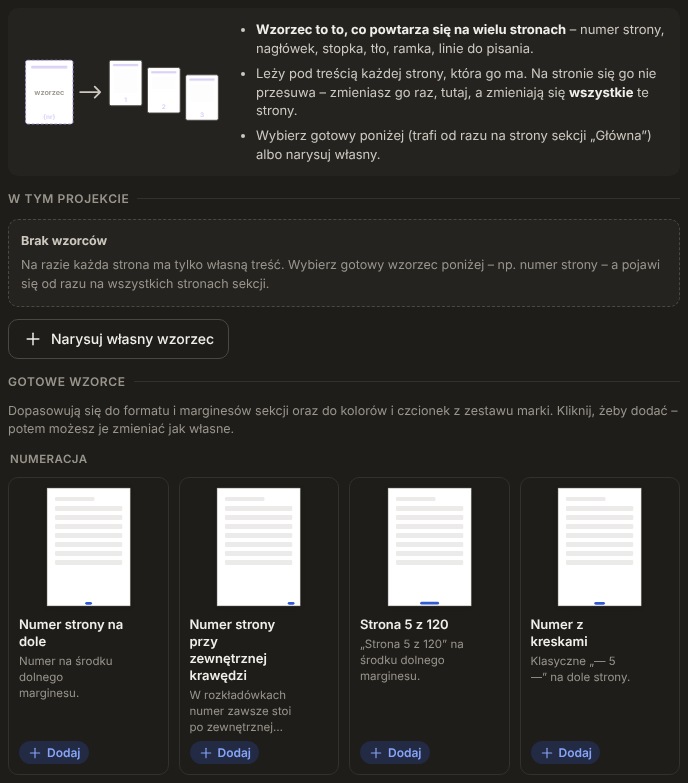 wzorzec
{nr}
1
2
3
• Wzorzec to to, co powtarza się na wielu stronach – numer strony,
nagłówek, stopka, tło, ramka, linie do pisania.
• Leży pod treścią każdej strony, która go ma. Na stronie się go nie
przesuwa – zmieniasz go raz, tutaj, a zmieniają się wszystkie te
strony.
• Wybierz gotowy poniżej (trafi od razu na strony sekcji „Główna”)
albo narysuj własny.
W TYM PROJEKCIE
Brak wzorców
Na razie każda strona ma tylko własną treść. Wybierz gotowy wzorzec poniżej – np. numer strony – a pojawi
się od razu na wszystkich stronach sekcji.
+ Narysuj własny wzorzec
GOTOWE WZORCE
Dopasowują się do formatu i marginesów sekcji oraz do kolorów i czcionek z zestawu marki. Kliknij, żeby dodać –
potem możesz je zmieniać jak własne.
NUMERACJA
Numer strony na
dole
Numer na środku
dolnego
marginesu.
+ Dodaj
Numer strony
przy
zewnętrznej
krawędzi
W rozkładówkach
numer zawsze stoi
po zewnętrznej...
+ Dodaj
Strona 5 z 120
„Strona 5 z 120” na
środku dolnego
marginesu.
+ Dodaj
Numer z
kreskami
Klasyczne „— 5
—” na dole strony.
+ Dodaj